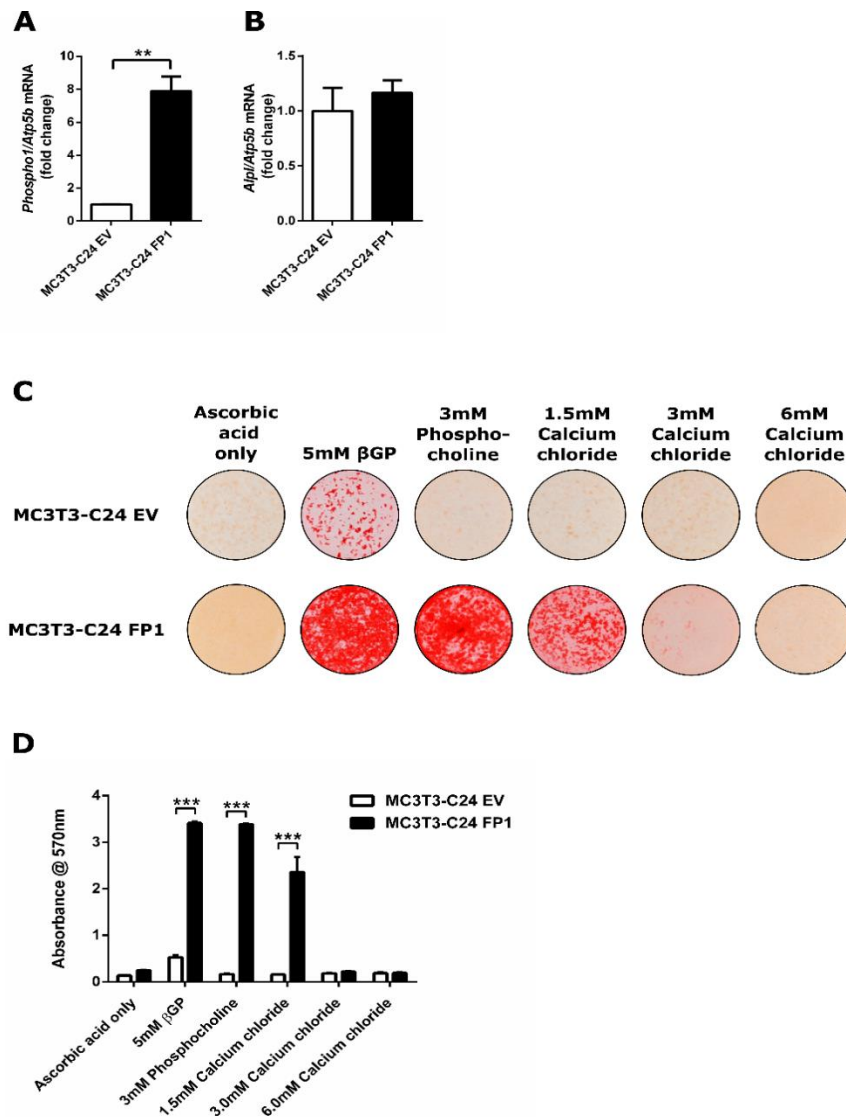 A
Phospho1/Atp5b mRNA
(fold change)
10
8
6
4
2
0
**
MC3T3-C24 EV
MC3T3-C24 FP1
B
Alpl/Atp5b mRNA
(fold change)
1.5
1.0
0.5
0.0
MC3T3-C24 EV
MC3T3-C24 FP1
C
Ascorbic
acid
only
5mM βGP
3mM
Phospho-
choline
1.5mM
Calcium
chloride
3mM
Calcium
chloride
6mM
Calcium
chloride
MC3T3-C24 EV
MC3T3-C24 FP1
D
Absorbance @ 570nm
4
3
2
1
0
***
***
***
MC3T3-C24 EV
MC3T3-C24 FP1
Ascorbic acid only
5mM βGP
3mM Phosphocholine
1.5mM Calcium chloride
3.0mM Calcium chloride
6.0mM Calcium chloride